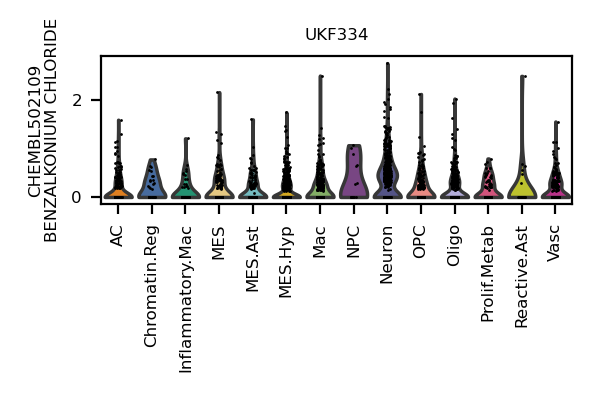 UKF334
CHEMBL502109
BENZALKONIUM CHLORIDE
2
0
AC
Chromatin.Reg
Inflammatory.Mac
MES
MES.Ast
MES.Hyp
Mac
NPC
Neuron
OPC
Oligo
Prolif.Metab
Reactive.Ast
Vasc